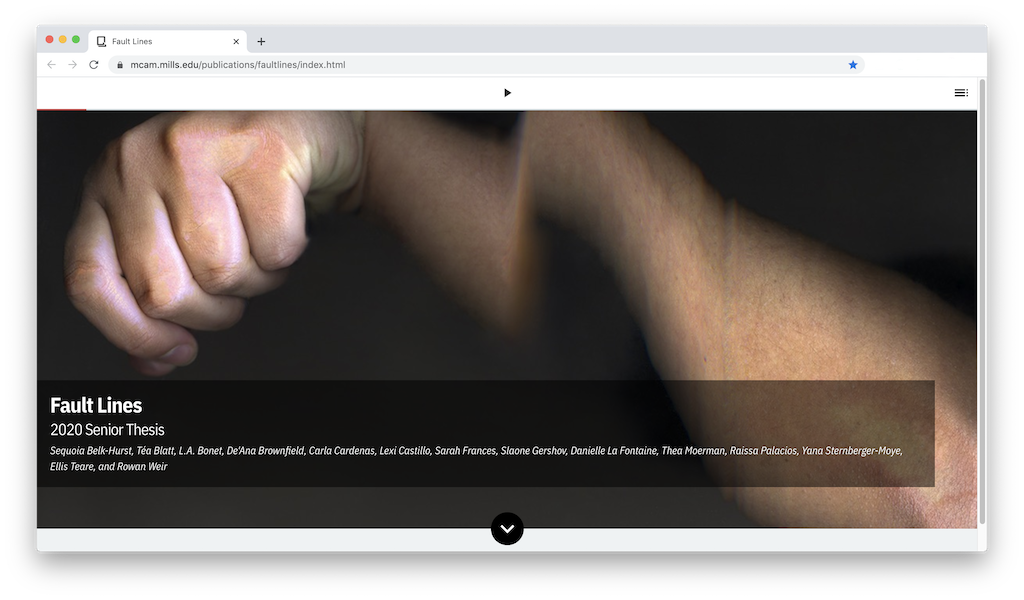 Fault Lines
mcam.mills.edu/publications/faultlines/index.html
Fault Lines
2020 Senior Thesis
Sequoia Belk-Hurst, Téa Blatt, L.A. Bonet, De'Ana Brownfield, Carla Cardenas, Lexi Castillo, Sarah Frances, Slaone Gershov, Danielle La Fontaine, Thea Moerman, Raissa Palacios, Yana Sternberger-Moye,
Ellis Teare, and Rowan Weir